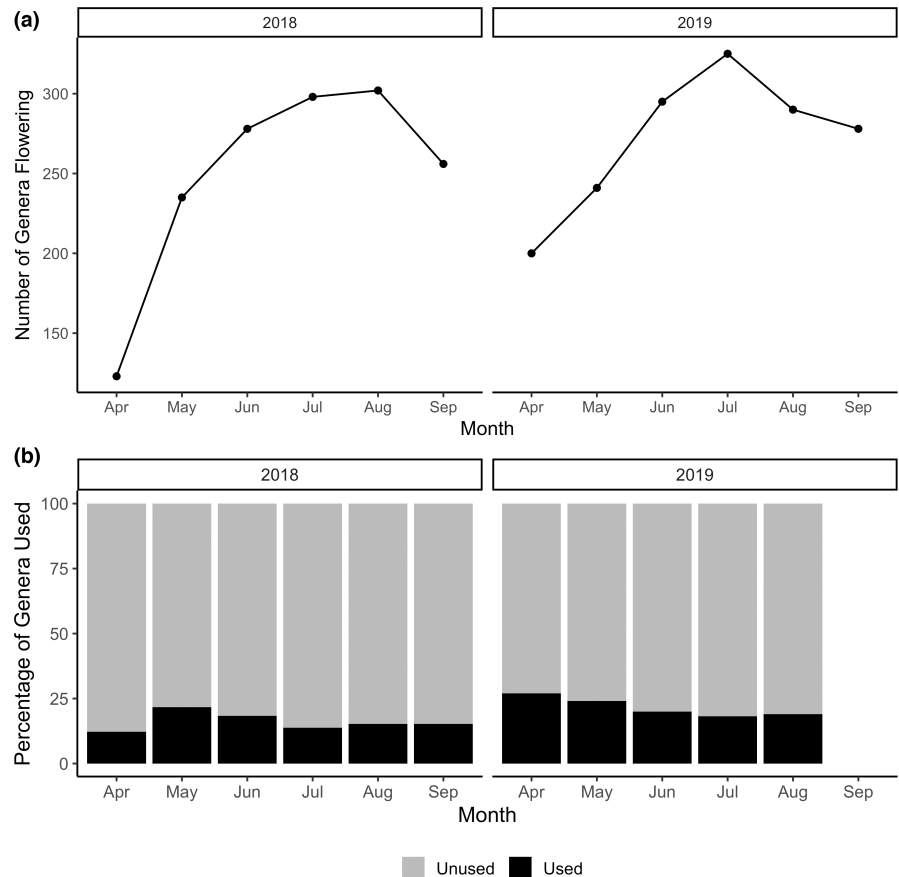 (a)
2018 2019
Number of Genera Flowering
300
250
200
150
Apr May Jun Jul Aug Sep Apr May Jun Jul Aug Sep
Month
(b)
2018 2019
Percentage of Genera Used
100
75
50
25
0
Apr May Jun Jul Aug Sep Apr May Jun Jul Aug Sep
Month
Unused Used